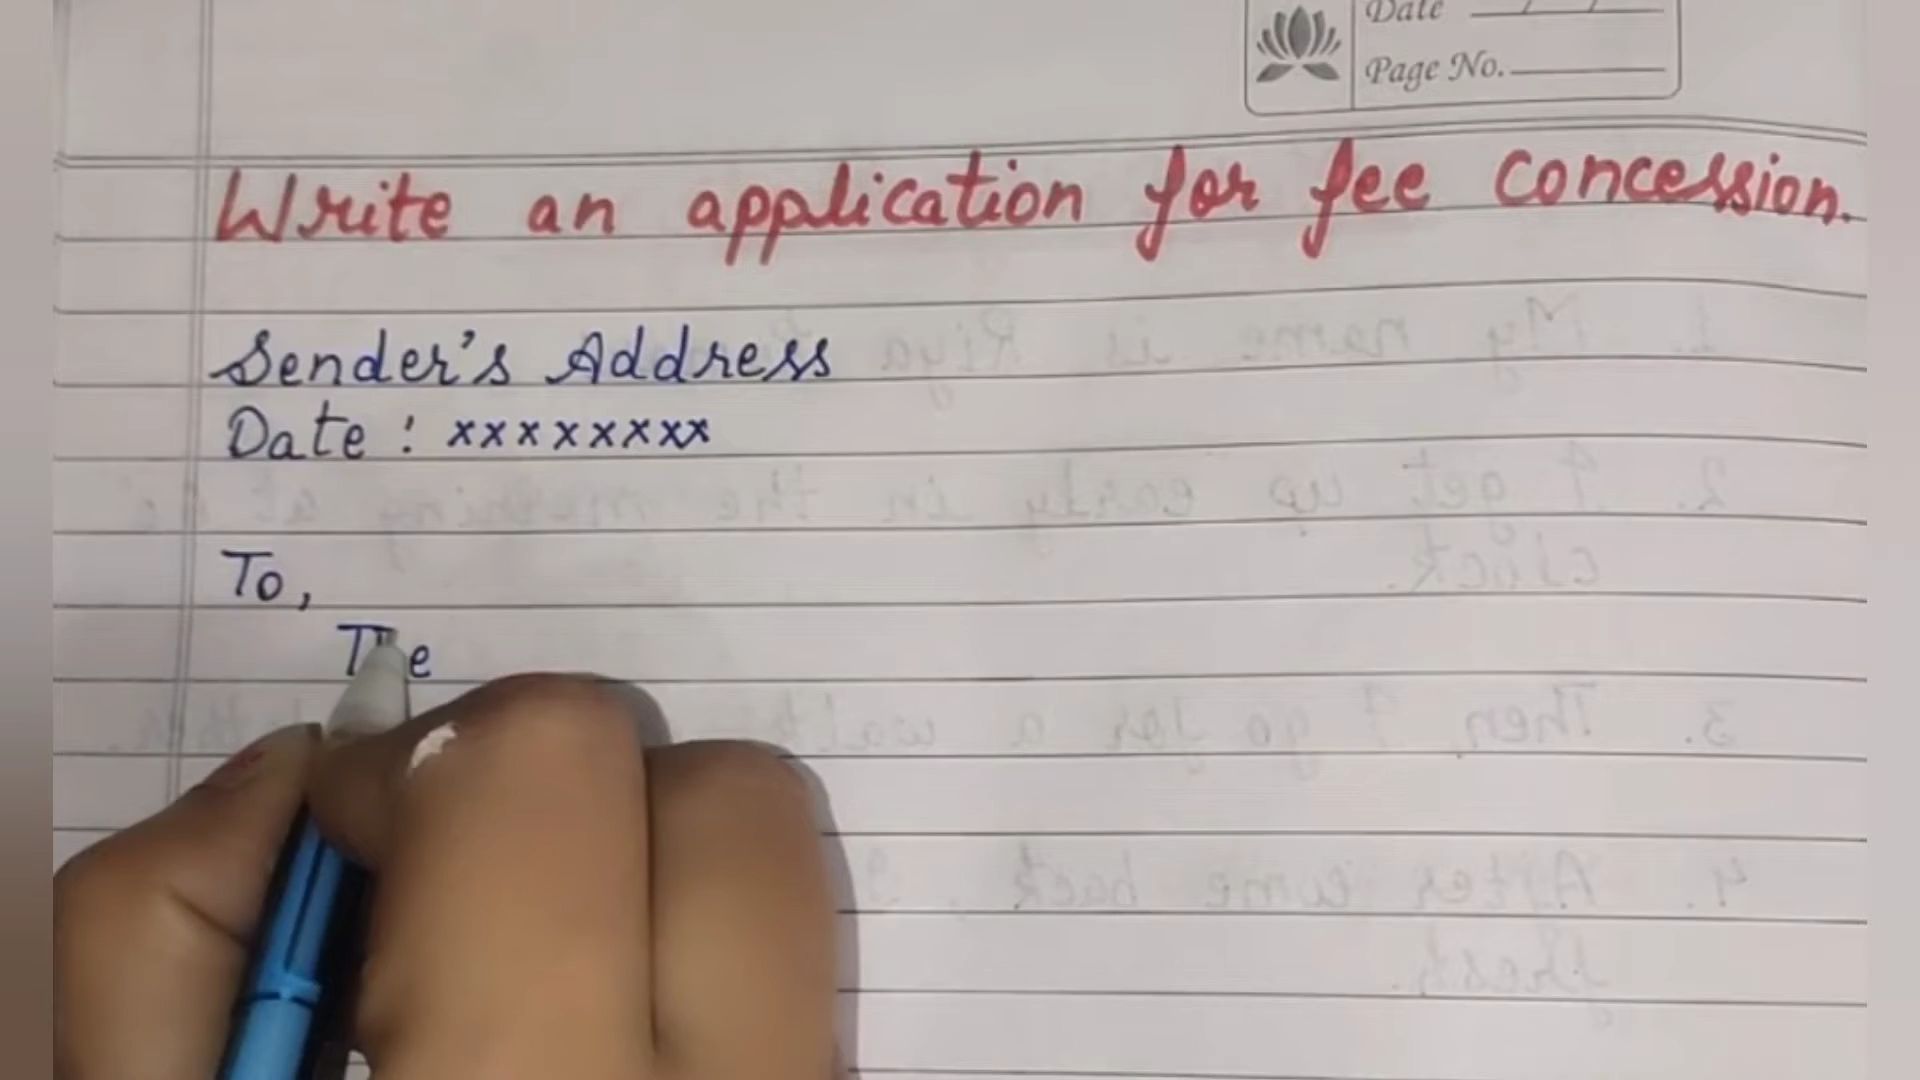 Date
Page No.
Write an application for fee concession.
Sender's Address
Date : xxxxxxxx
To,
The